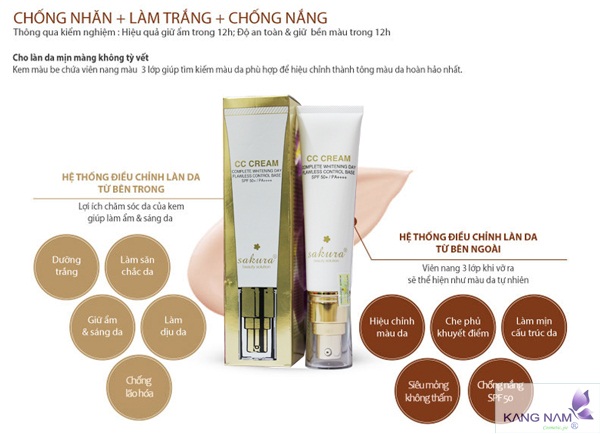 CHỐNG NHĂN + LÀM TRẮNG + CHỐNG NẮNG
Thông qua kiểm nghiệm : Hiệu quả giữ ẩm trong 12h; Độ an toàn & giữ bền màu trong 12h
Cho làn da mịn màng không tỳ vết
Kem màu be chứa viên nang màu 3 lớp giúp tìm kiếm màu da phù hợp để hiệu chỉnh thành tông màu da hoàn hảo nhất.
HỆ THỐNG ĐIỀU CHỈNH LÀN DA
TỪ BÊN TRONG
Lợi ích chăm sóc da của kem
giúp làm ẩm & sáng da
Dưỡng
trắng
Làm săn
chắc da
Giữ ẩm
& sáng da
Làm
dịu da
Chống
lão hóa
CC CREAM
COMPLETE WHITENING DAY
FLAWLESS CONTROL BASE
SPF 50+ / PA++++
sakura
CC CREAM
COMPLETE WHITENING DAY
FLAWLESS CONTROL BASE
SPF 50+ / PA++++
sakura
HỆ THỐNG ĐIỀU CHỈNH LÀN DA
TỪ BÊN NGOÀI
Viên nang 3 lớp khi vỡ ra
sẽ thể hiện như màu da tự nhiên
Hiệu chỉnh
màu da
Che phủ
khuyết điểm
Làm mịn
cấu trúc da
Siêu mỏng
không thấm
Chống nắng
SPF 50
KANG NAM